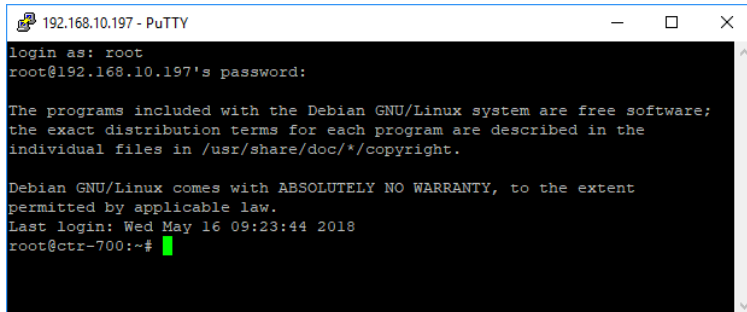 192.168.10.197 - PuTTY
login as: root
root@192.168.10.197's password:
The programs included with the Debian GNU/Linux system are free software;
the exact distribution terms for each program are described in the
individual files in /usr/share/doc/*/copyright.
Debian GNU/Linux comes with ABSOLUTELY NO WARRANTY, to the extent
permitted by applicable law.
Last login: Wed May 16 09:23:44 2018
root@ctr-700:~#